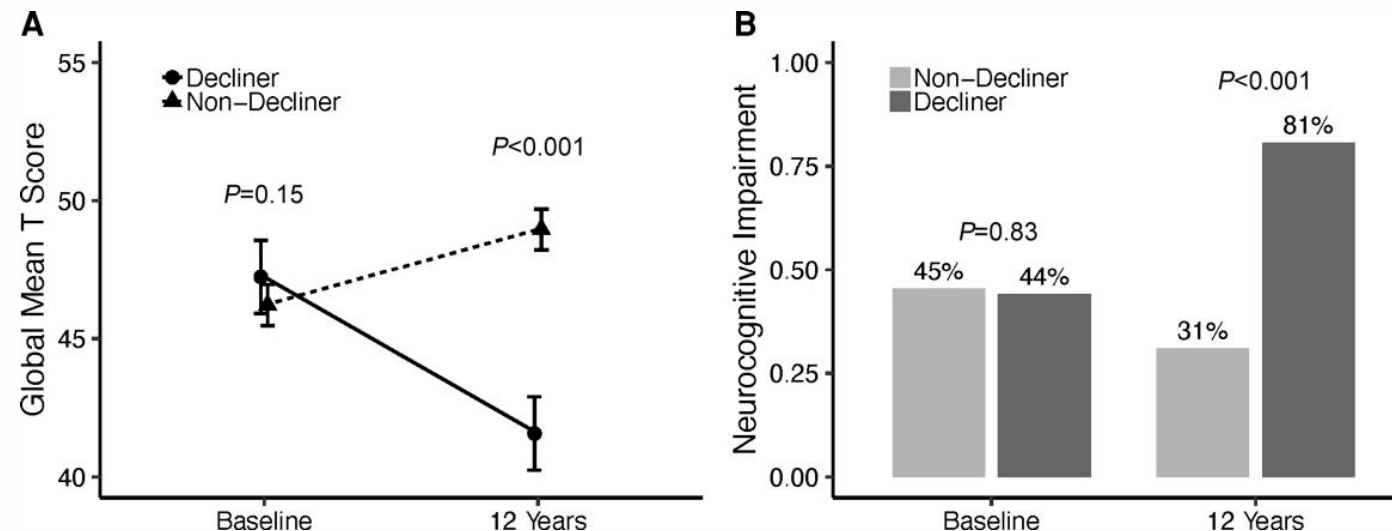 A
Global Mean T Score
55
50
45
40
Decliner
Non−Decliner
P=0.15
P<0.001
Baseline
12 Years
B
Neurocognitive Impairment
1.00
0.75
0.50
0.25
0.00
Non−Decliner
Decliner
P<0.001
81%
P=0.83
45%
44%
31%
Baseline
12 Years